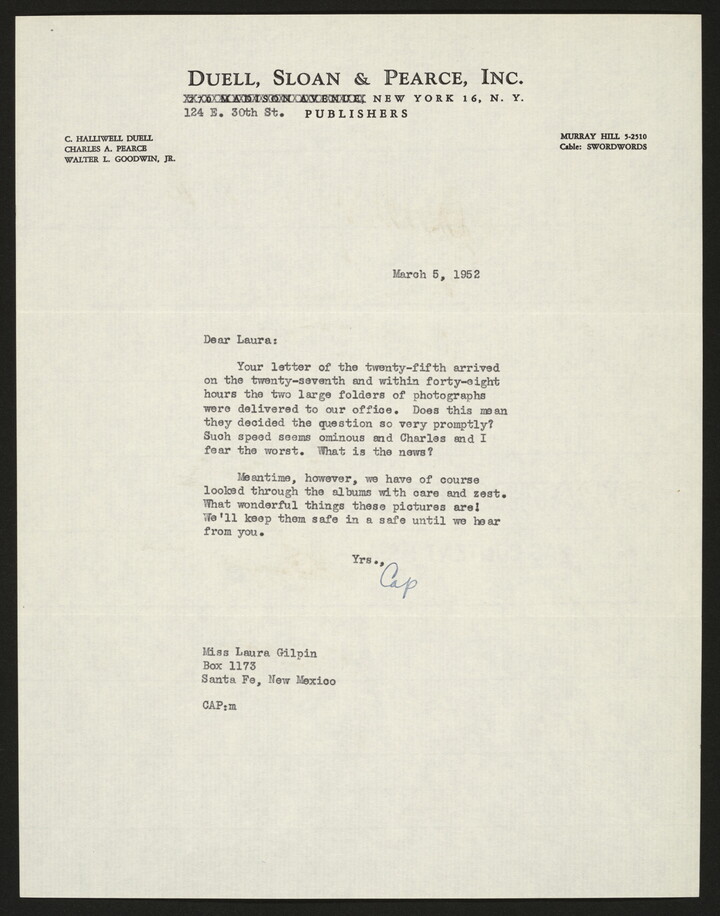 DUELL, SLOAN & PEARCE, INC.
270 MADISON AVENUE, NEW YORK 16, N. Y.
124 E. 30th St. PUBLISHERS
C. HALLIWELL DUELL
CHARLES A. PEARCE
WALTER L. GOODWIN, JR.
MURRAY HILL 5-2510
Cable: SWORDWORDS
March 5, 1952
Dear Laura:
Your letter of the twenty-fifth arrived
on the twenty-seventh and within forty-eight
hours the two large folders of photographs
were delivered to our office. Does this mean
they decided the question so very promptly?
Such speed seems ominous and Charles and I
fear the worst. What is the news?
Meantime, however, we have of course
looked through the albums with care and zest.
What wonderful things these pictures are!
We'll keep them safe in a safe until we hear
from you.
Yrs.,
Cap
Miss Laura Gilpin
Box 1173
Santa Fe, New Mexico
CAP:m